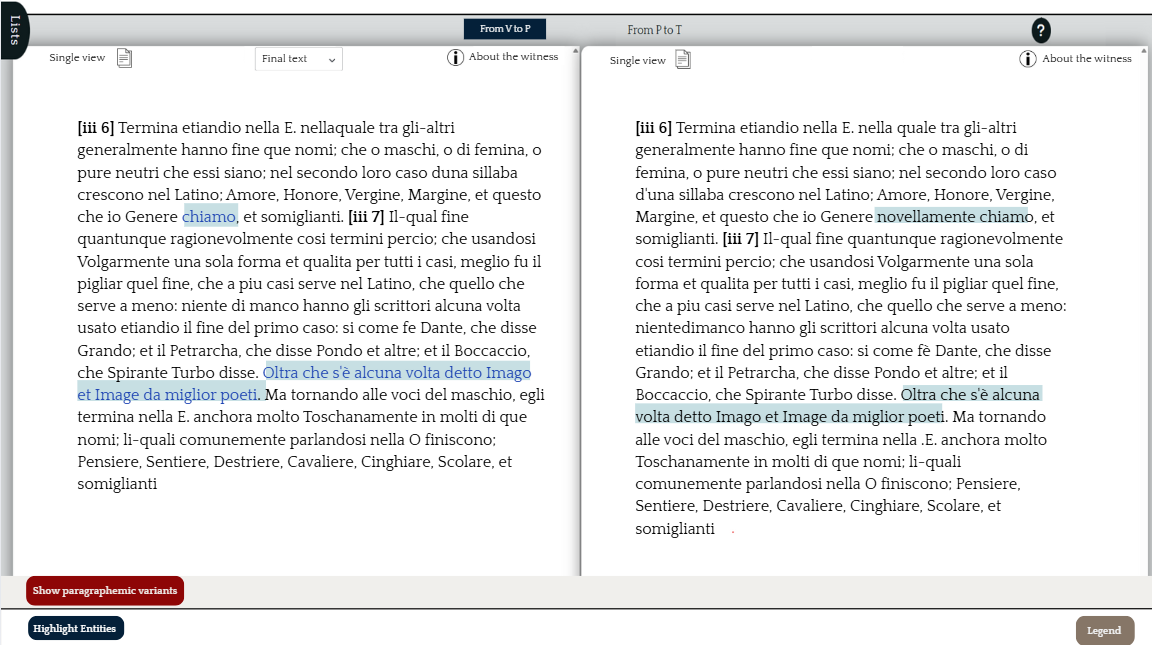 Lists
From V to P
From P to T
?
Single view
Final text
About the witness
[iii 6] Termina etiandio nella E. nellaquale tra gli-altri
generalmente hanno fine que nomi; che o maschi, o di femina, o
pure neutri che essi siano; nel secondo loro caso duna sillaba
crescono nel Latino; Amore, Honore, Vergine, Margine, et questo
che io Genere chiamo, et somiglianti. [iii 7] Il-qual fine
quantunque ragionevolmente cosi termini percio; che usandosi
Volgarmente una sola forma et qualita per tutti i casi, meglio fu il
pigliar quel fine, che a piu casi serve nel Latino, che quello che
serve a meno: niente di manco hanno gli scrittori alcuna volta
usato etiandio il fine del primo caso: si come fe Dante, che disse
Grando; et il Petrarcha, che disse Pondo et altre; et il Boccaccio,
che Spirante Turbo disse. Oltra che s'è alcuna volta detto Imago
et Image da miglior poeti. Ma tornando alle voci del maschio, egli
termina nella E. anchora molto Toschanamente in molti di que
nomi; li-quali comunemente parlandosi nella O finiscono;
Pensiere, Sentiere, Destriere, Cavaliere, Cinghiare, Scolare, et
somiglianti
Single view
About the witness
[iii 6] Termina etiandio nella E. nella quale tra gli-altri
generalmente hanno fine que nomi; che o maschi, o di
femina, o pure neutri che essi siano; nel secondo loro caso
d'una sillaba crescono nel Latino; Amore, Honore, Vergine,
Margine, et questo che io Genere novellamente chiamo, et
somiglianti. [iii 7] Il-qual fine quantunque ragionevolmente
cosi termini percio; che usandosi Volgarmente una sola
forma et qualita per tutti i casi, meglio fu il pigliar quel fine,
che a piu casi serve nel Latino, che quello che serve a meno:
nientedimanco hanno gli scrittori alcuna volta usato
etiandio il fine del primo caso: si come fè Dante, che disse
Grando; et il Petrarcha, che disse Pondo et altre; et il
Boccaccio, che Spirante Turbo disse. Oltra che s'è alcuna
volta detto Imago et Image da miglior poeti. Ma tornando
alle voci del maschio, egli termina nella .E. anchora molto
Toschanamente in molti di que nomi; li-quali
comunemente parlandosi nella O finiscono; Pensiere,
Sentiere, Destriere, Cavaliere, Cinghiare, Scolare, et
somiglianti .
Show paragraphemic variants
Highlight Entities
Legend